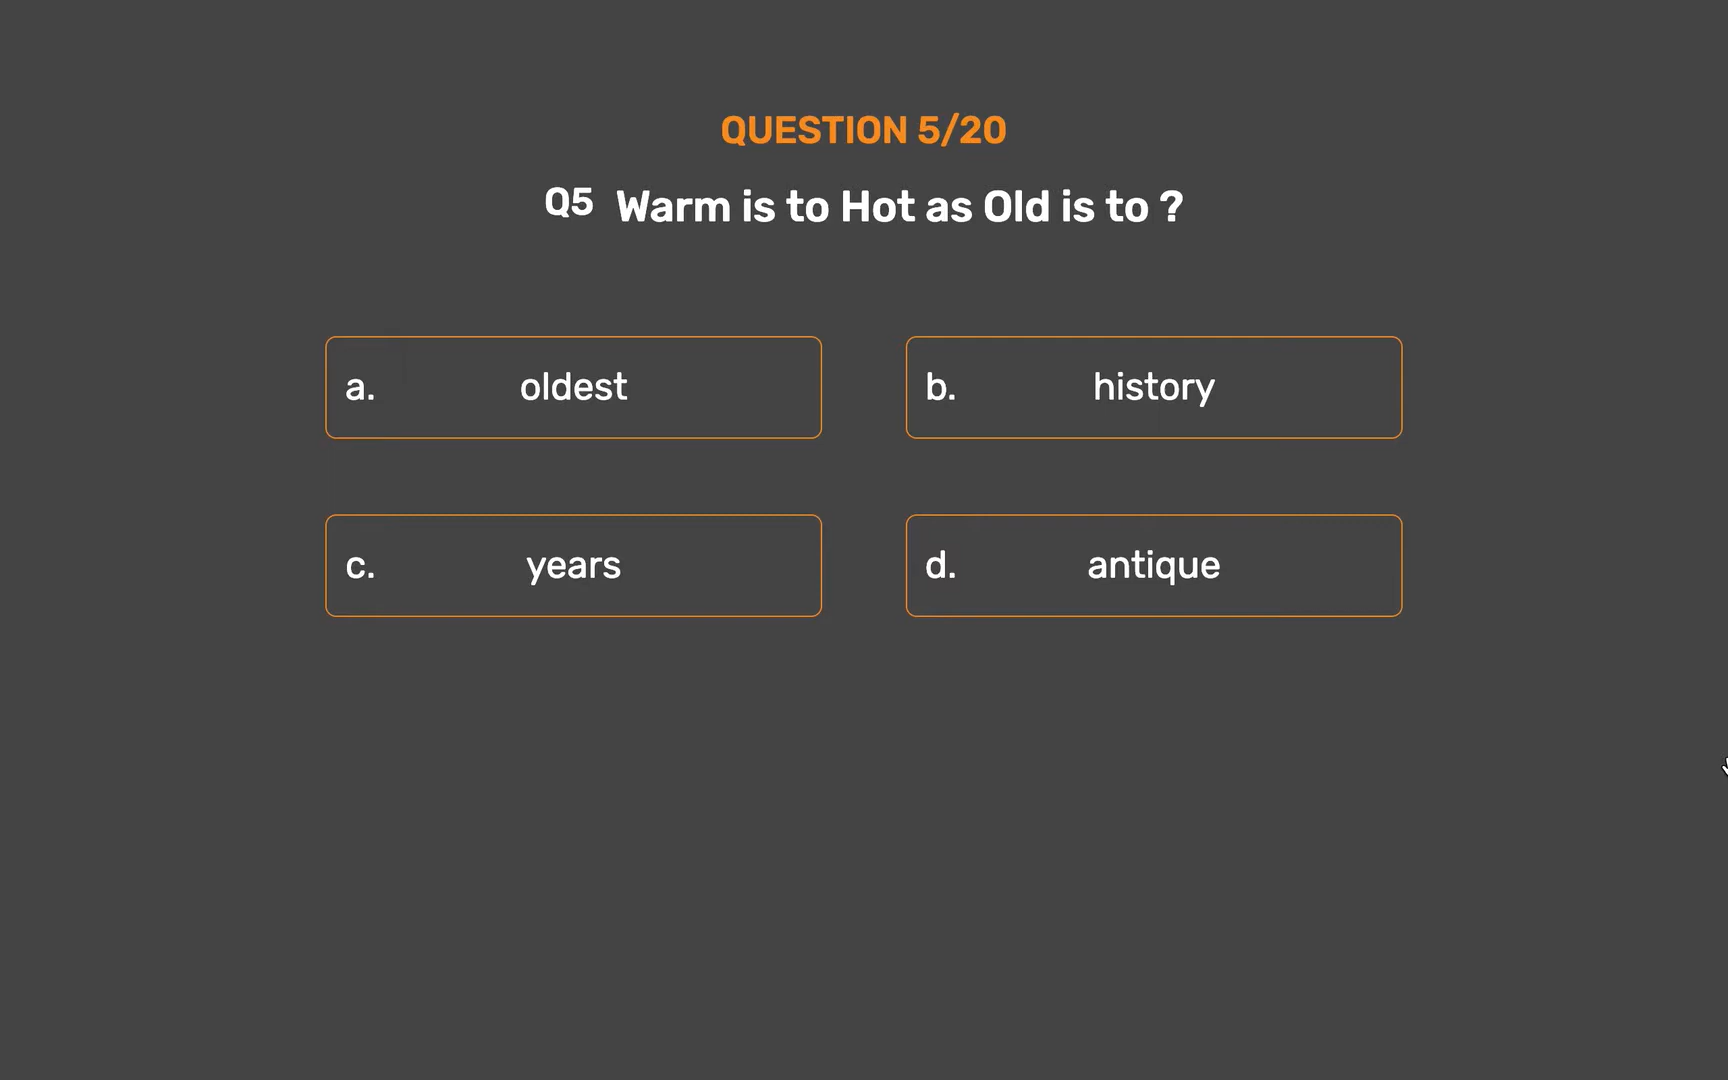 QUESTION 5/20
Q5 Warm is to Hot as Old is to ?
a. oldest
b. history
c. years
d. antique